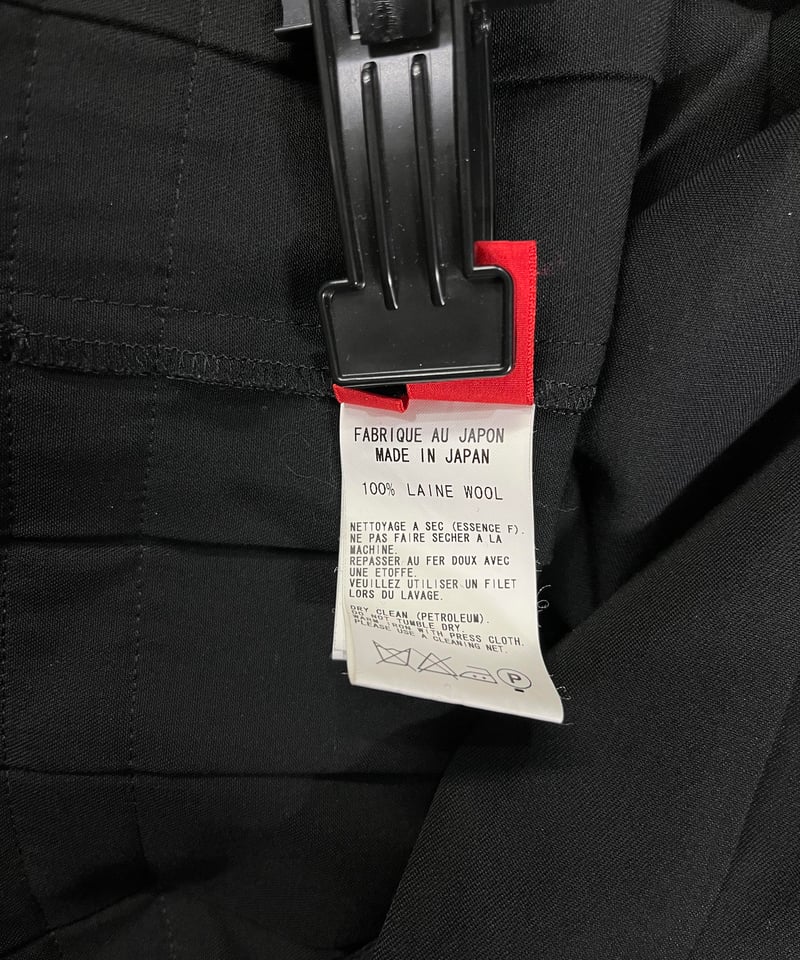 FABRIQUE AU JAPON
MADE IN JAPAN
100% LAINE WOOL
NETTOYAGE A SEC (ESSENCE F).
NE PAS FAIRE SECHER A LA
MACHINE.
REPASSER AU FER DOUX AVEC
UNE ETOFFE.
VEUILLEZ UTILISER UN FILET
LORS DU LAVAGE.
DRY CLEAN (PETROLEUM).
DO NOT TUMBLE DRY.
WARM IRON WITH PRESS CLOTH.
PLEASE USE A CLEANING NET.
P